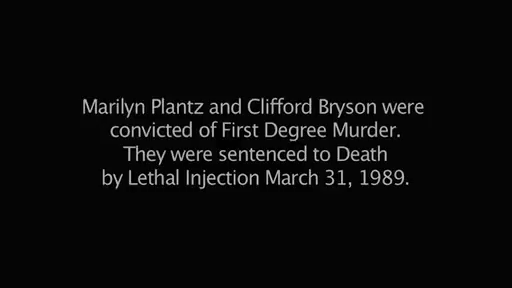 Marilyn Plantz and Clifford Bryson were
convicted of First Degree Murder.
They were sentenced to Death
by Lethal Injection March 31, 1989.